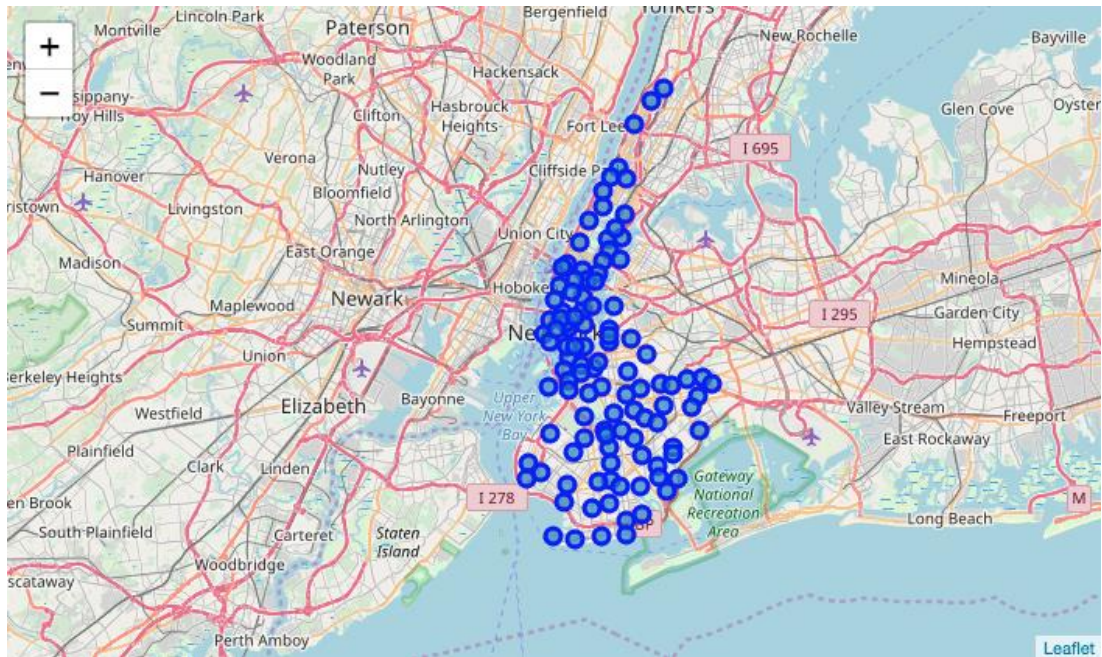 Lincoln Park
Bergenfield
Yonkers
Montville
Paterson
New Rochelle
Bayville
+
Woodland
Park
Hackensack
−
Hasbrouck
Heights-
Glen Cove
Oyster
Troy Hills
Clifton
Fort Lee
I 695
Verona
Hanover
Nutley
Cliffside P
Bloomfield
Livingston
North Arlington
Union City
East Orange
Madison
Mineola
Newark
Hoboke
Maplewood
I 295
Garden City
Summit
Union
Hempstead
Berkeley Heights
Elizabeth
Bayonne
Upper
New York
Bay
Westfield
Valley Stream
Freeport
Plainfield
East Rockaway
Clark
Linden
Gateway
National
Recreation
Area
I 278
M
South Plainfield
Carteret
Staten
Island
Long Beach
Woodbridge
scataway
Perth Amboy
Leaflet